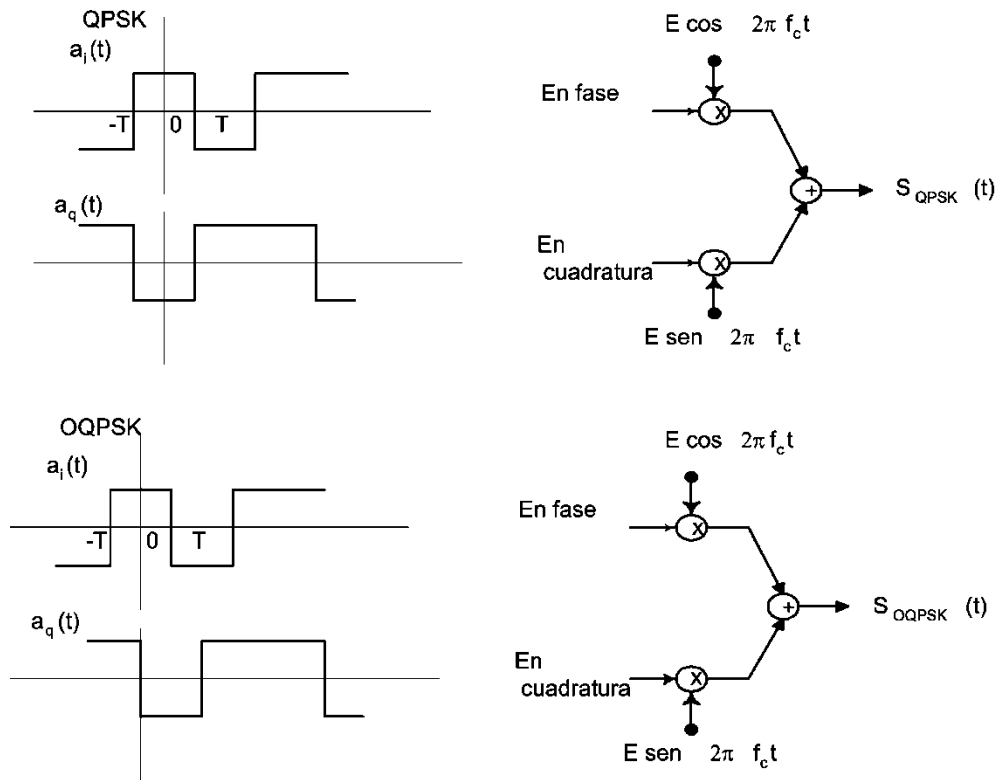 QPSK
a_i(t)
-T 0 T
a_q(t)
E cos 2π f_c t
En fase
x
+
S_QPSK (t)
En
cuadratura
x
E sen 2π f_c t
OQPSK
a_i(t)
-T 0 T
a_q(t)
E cos 2π f_c t
En fase
x
+
S_OQPSK (t)
En
cuadratura
x
E sen 2π f_c t